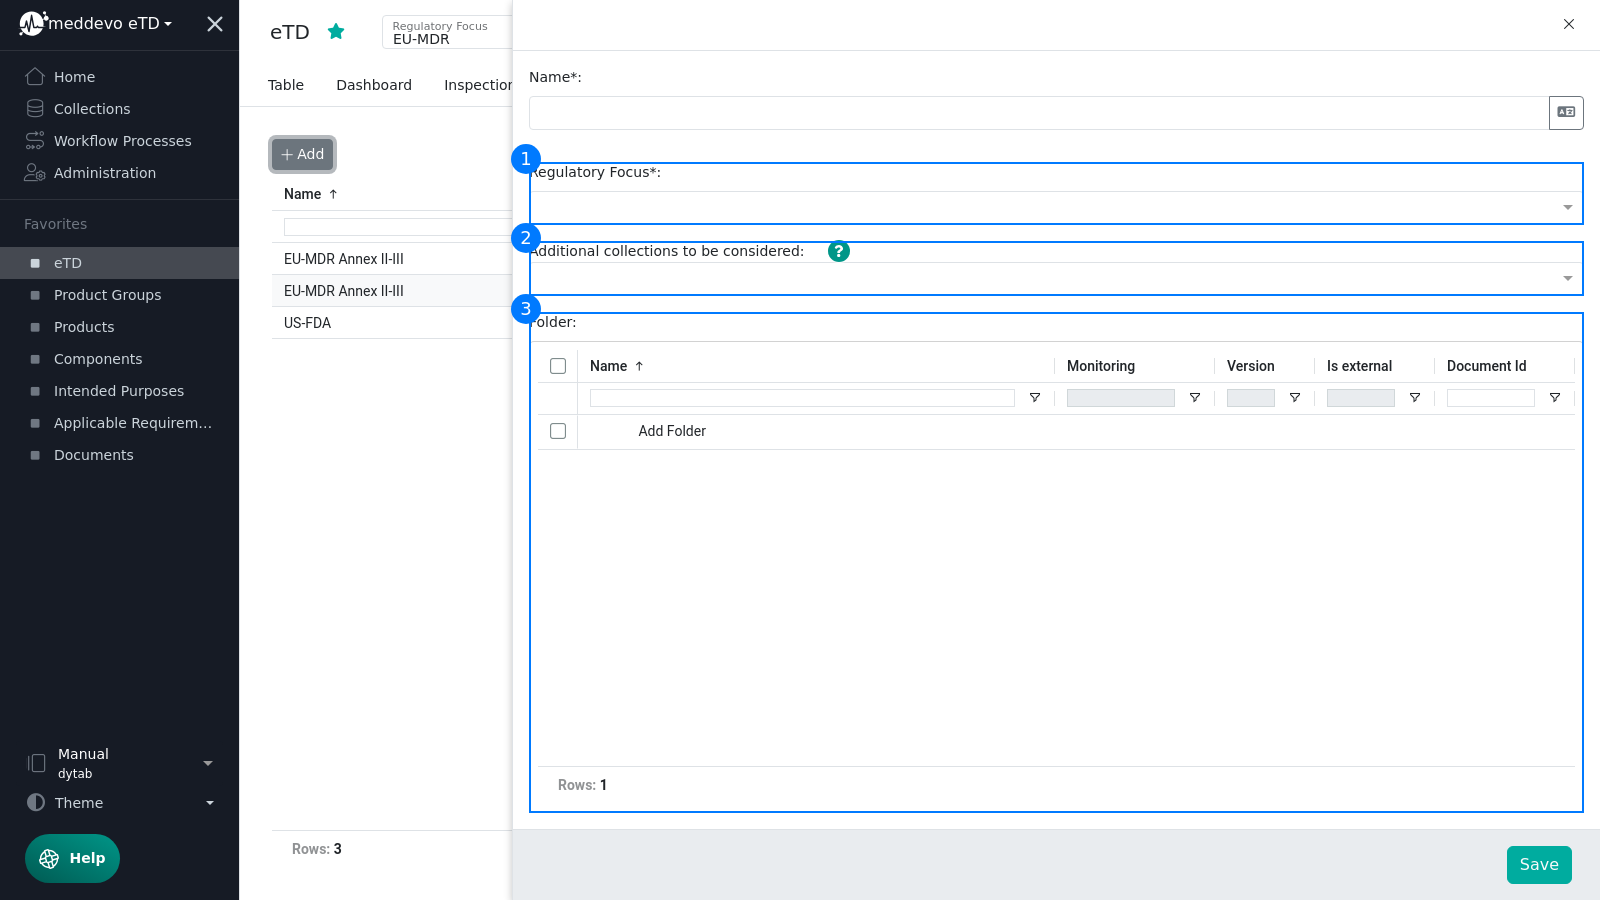 meddevo eTD
Home
Collections
Workflow Processes
Administration
Favorites
eTD
Product Groups
Products
Components
Intended Purposes
Applicable Requirem...
Documents
Manual
dytab
Theme
Help
eTD
Regulatory Focus
EU-MDR
Table Dashboard Inspection
+ Add
Name ↑
EU-MDR Annex II-III
EU-MDR Annex II-III
US-FDA
Rows: 3
Name*:
1
Regulatory Focus*:
2
Additional collections to be considered: ?
3
Folder:
Name ↑ Monitoring Version Is external Document Id
Add Folder
Rows: 1
Save